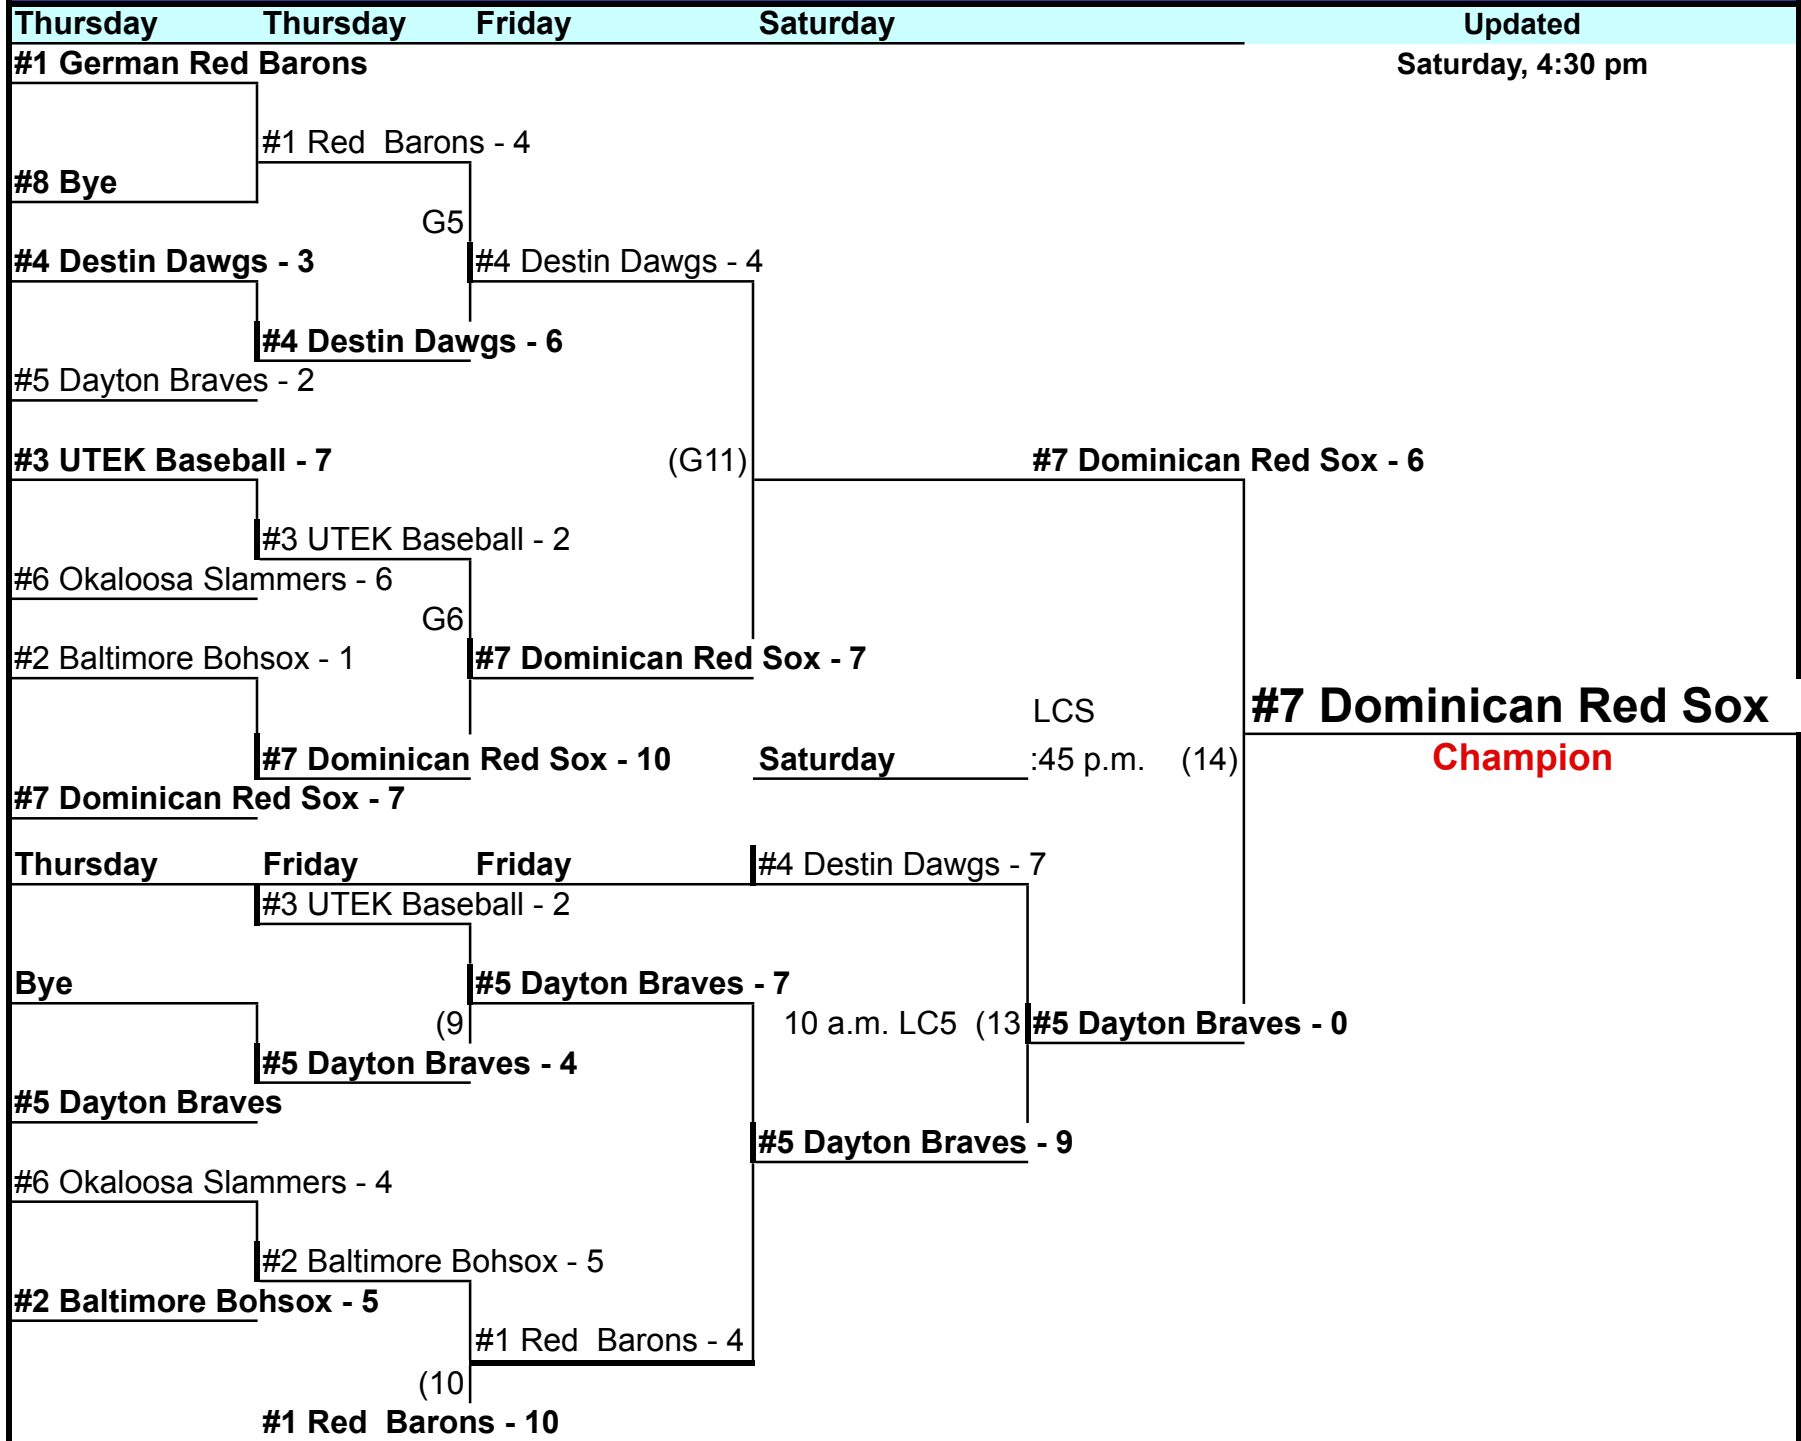 Thursday Thursday Friday Saturday Updated
#1 German Red Barons Saturday, 4:30 pm
#1 Red Barons - 4
#8 Bye
G5
#4 Destin Dawgs - 3 #4 Destin Dawgs - 4
#4 Destin Dawgs - 6
#5 Dayton Braves - 2
#3 UTEK Baseball - 7 (G11) #7 Dominican Red Sox - 6
#3 UTEK Baseball - 2
#6 Okaloosa Slammers - 6
G6
#2 Baltimore Bohsox - 1 #7 Dominican Red Sox - 7
LCS #7 Dominican Red Sox
#7 Dominican Red Sox - 10 Saturday :45 p.m. (14) Champion
#7 Dominican Red Sox - 7
Thursday Friday Friday #4 Destin Dawgs - 7
#3 UTEK Baseball - 2
Bye #5 Dayton Braves - 7
(9 10 a.m. LC5 (13 #5 Dayton Braves - 0
#5 Dayton Braves - 4
#5 Dayton Braves
#5 Dayton Braves - 9
#6 Okaloosa Slammers - 4
#2 Baltimore Bohsox - 5
#2 Baltimore Bohsox - 5
#1 Red Barons - 4
(10
#1 Red Barons - 10